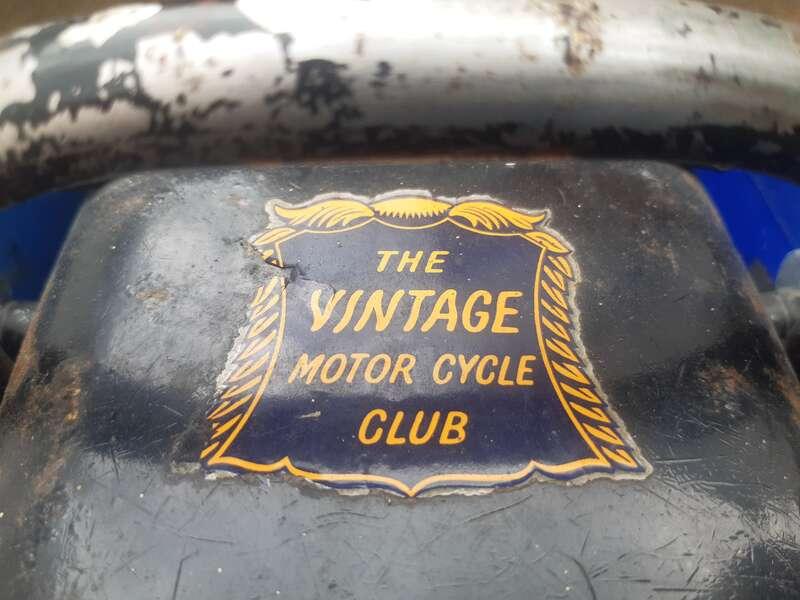 THE
VINTAGE
MOTOR CYCLE
CLUB